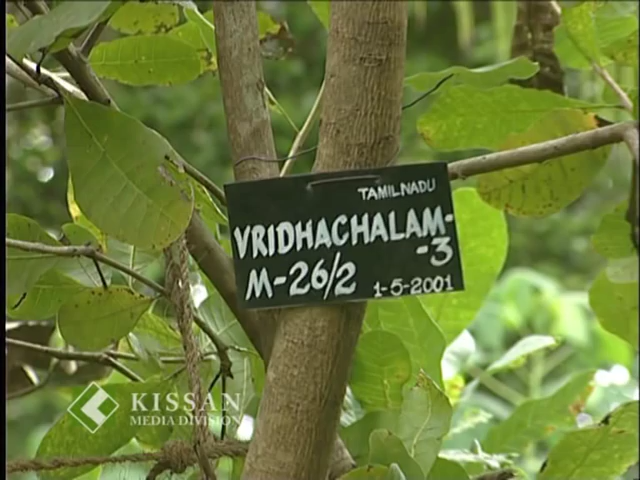 TAMILNADU
VRIDHACHALAM-
-3
M-26/2 1-5-2001
KISSAN
MEDIA DIVISION